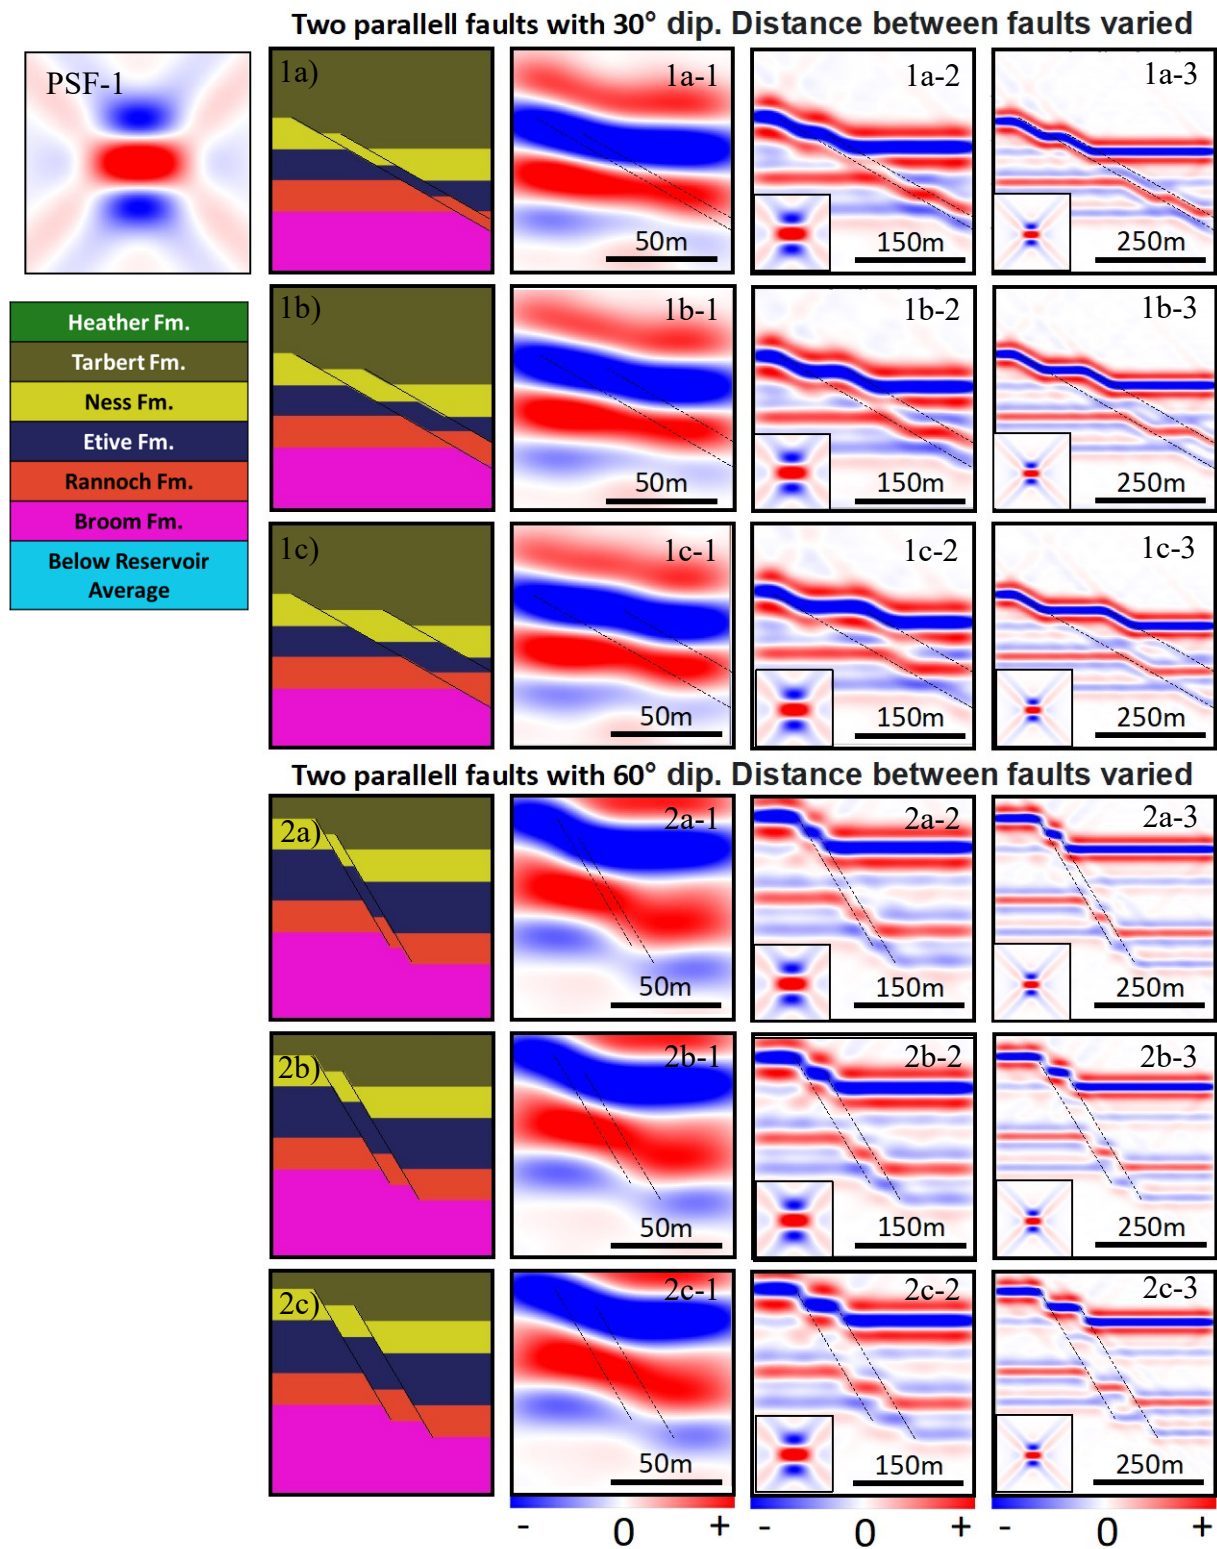 Two parallell faults with 30° dip. Distance between faults varied
PSF-1
1a)
1a-1
50m
1a-2
150m
1a-3
250m
Heather Fm.
Tarbert Fm.
Ness Fm.
Etive Fm.
Rannoch Fm.
Broom Fm.
Below Reservoir
Average
1b)
1b-1
50m
1b-2
150m
1b-3
250m
1c)
1c-1
50m
1c-2
150m
1c-3
250m
Two parallell faults with 60° dip. Distance between faults varied
2a)
2a-1
50m
2a-2
150m
2a-3
250m
2b)
2b-1
50m
2b-2
150m
2b-3
250m
2c)
2c-1
50m
2c-2
150m
2c-3
250m
- 0 +
- 0 +
- 0 +